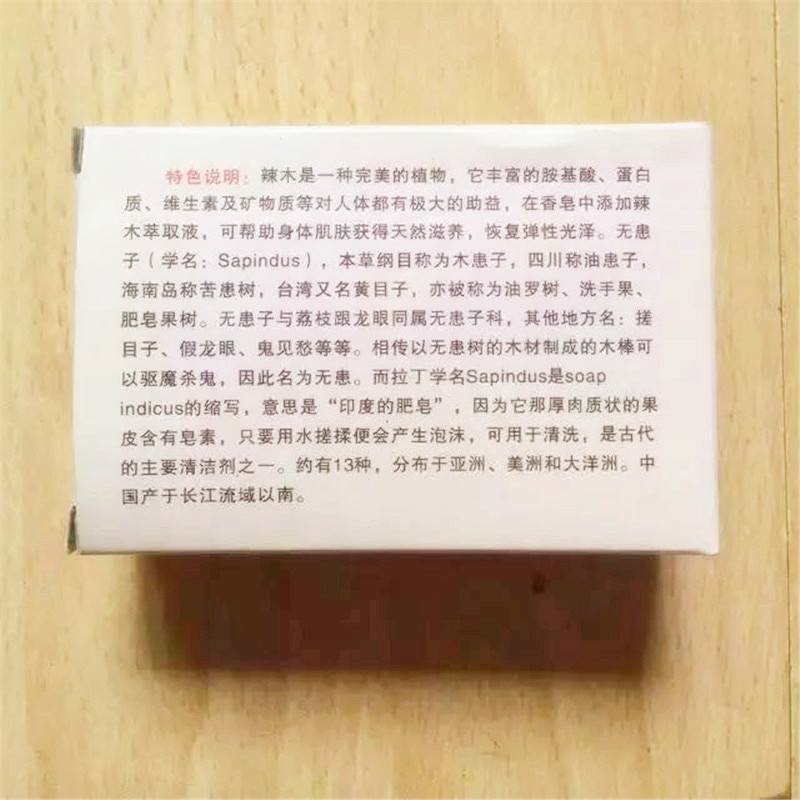 特色说明：辣木是一种完美的植物，它丰富的胺基酸、蛋白
质、维生素及矿物质等对人体都有极大的助益，在香皂中添加辣
木萃取液，可帮助身体肌肤获得天然滋养，恢复弹性光泽。无患
子（学名：Sapindus），本草纲目称为木患子，四川称油患子，
海南岛称苦患树，台湾又名黄目子，亦被称为油罗树、洗手果、
肥皂果树。无患子与荔枝跟龙眼同属无患子科，其他地方名：搓
目子、假龙眼、鬼见愁等等。相传以无患树的木材制成的木棒可
以驱魔杀鬼，因此名为无患。而拉丁学名Sapindus是soap
indicus的缩写，意思是“印度的肥皂”，因为它那厚肉质状的果
皮含有皂素，只要用水搓揉便会产生泡沫，可用于清洗，是古代
的主要清洁剂之一。约有13种，分布于亚洲、美洲和大洋洲。中
国产于长江流域以南。